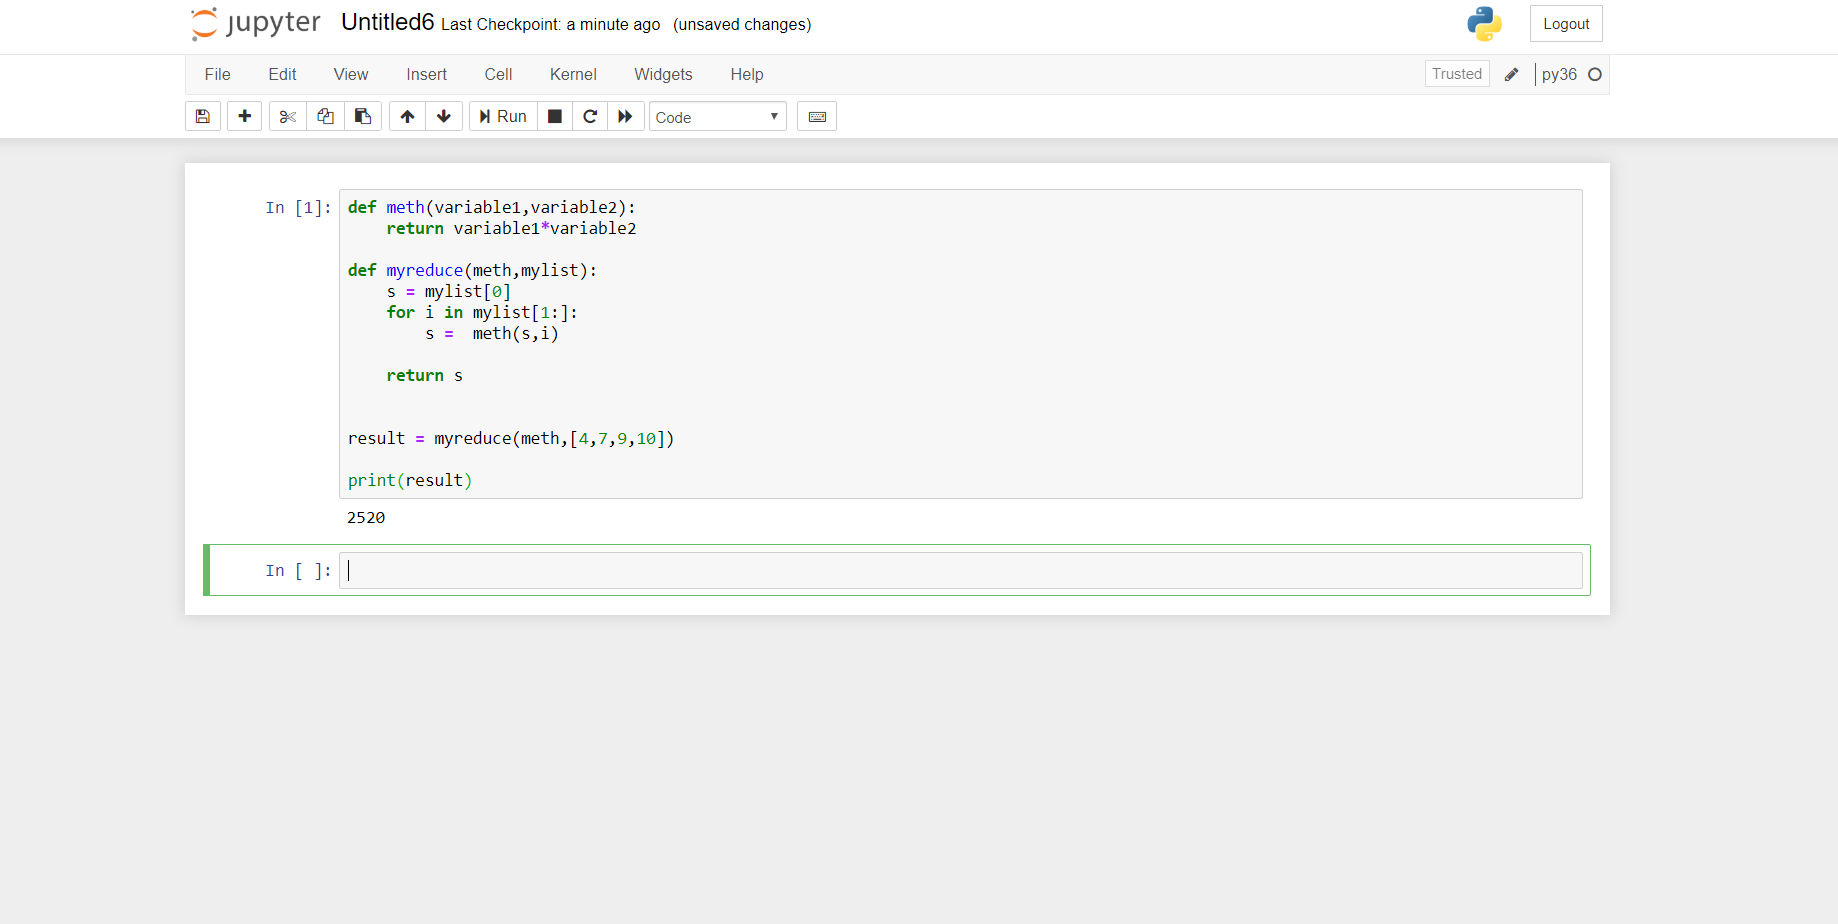 jupyter Untitled6 Last Checkpoint: a minute ago (unsaved changes) Logout
File Edit View Insert Cell Kernel Widgets Help Trusted py36
Run Code
In [1]: def meth(variable1,variable2):
    return variable1*variable2
def myreduce(meth,mylist):
    s = mylist[0]
    for i in mylist[1:]:
        s =  meth(s,i)
    return s
result = myreduce(meth,[4,7,9,10])
print(result)
2520
In [ ]: